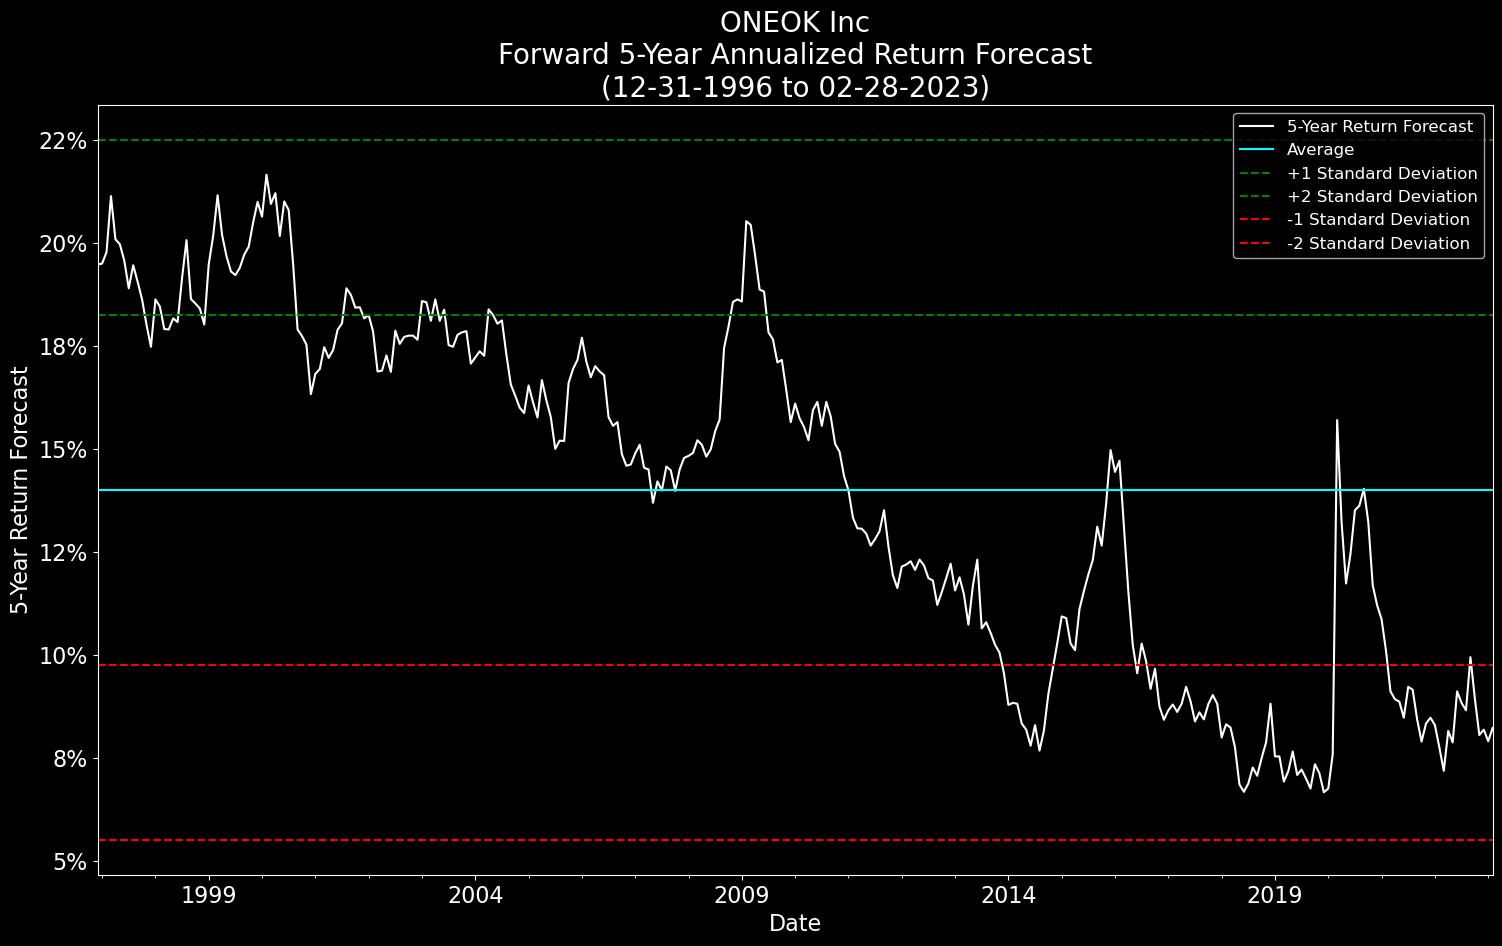 ONEOK Inc
Forward 5-Year Annualized Return Forecast
(12-31-1996 to 02-28-2023)
5-Year Return Forecast
Average
+1 Standard Deviation
+2 Standard Deviation
-1 Standard Deviation
-2 Standard Deviation
5-Year Return Forecast
22%
20%
18%
15%
12%
10%
8%
5%
1999
2004
2009
2014
2019
Date